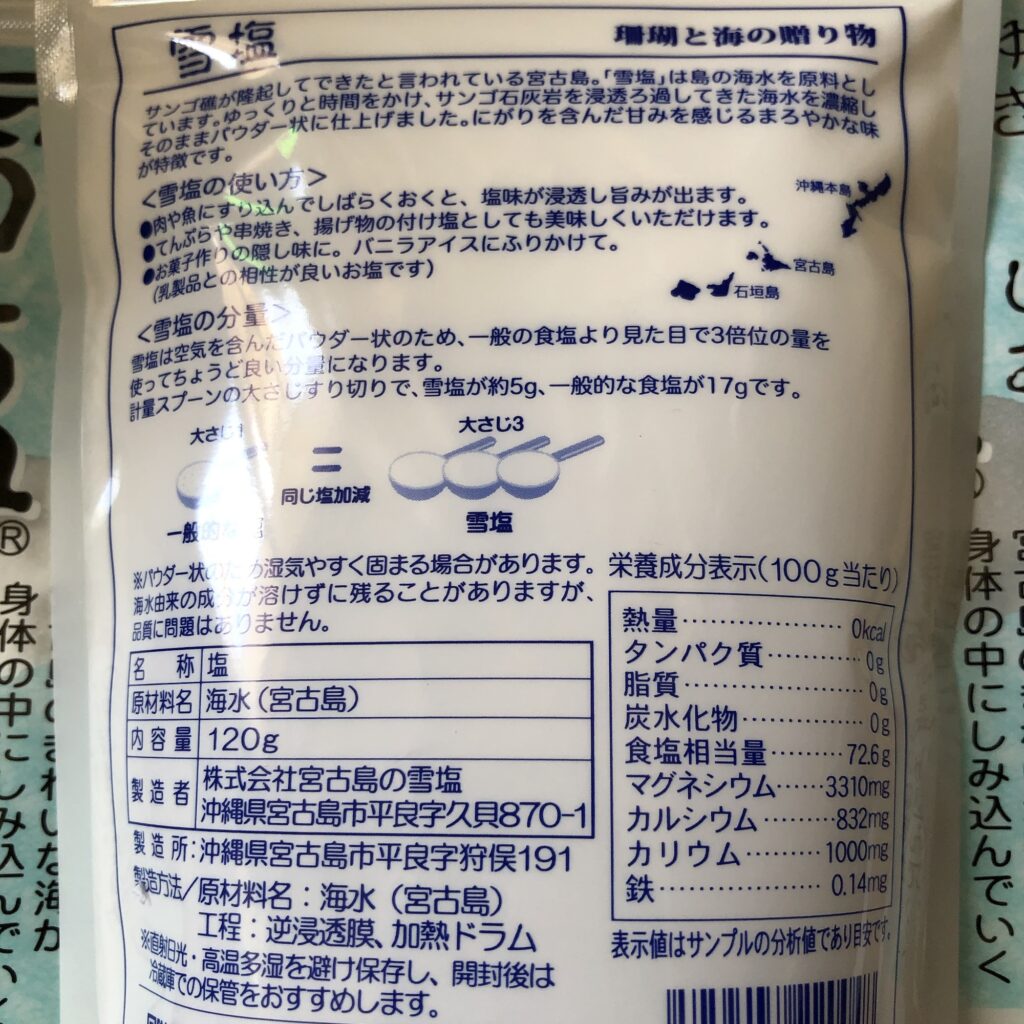 雪塩
珊瑚と海の贈り物
サンゴ礁が隆起してできたと言われている宮古島。「雪塩」は島の海水を原料とし
ています。ゆっくりと時間をかけ、サンゴ石灰岩を浸透ろ過してきた海水を濃縮し
そのままパウダー状に仕上げました。にがりを含んだ甘みを感じるまろやかな味
が特徴です。
<雪塩の使い方>
●肉や魚にすり込んでしばらくおくと、塩味が浸透し旨みが出ます。
●てんぷらや串焼き、揚げ物の付け塩としても美味しくいただけます。
●お菓子作りの隠し味に。バニラアイスにふりかけて。
(乳製品との相性が良いお塩です)
沖縄本島
宮古島
石垣島
<雪塩の分量>
雪塩は空気を含んだパウダー状のため、一般の食塩より見た目で3倍位の量を
使ってちょうど良い分量になります。
計量スプーンの大さじすり切りで、雪塩が約5g、一般的な食塩が17gです。
大さじ1
大さじ3
=
同じ塩加減
一般的な
雪塩
※パウダー状のため湿気やすく固まる場合があります。
海水由来の成分が溶けずに残ることがありますが、
品質に問題はありません。
名称 塩
原材料名 海水(宮古島)
内容量 120g
製造者 株式会社宮古島の雪塩
沖縄県宮古島市平良字久貝870-1
製造所:沖縄県宮古島市平良字狩俣191
製造方法/原材料名:海水(宮古島)
工程:逆浸透膜、加熱ドラム
※直射日光・高温多湿を避け保存し、開封後は
冷蔵庫での保管をおすすめします。
栄養成分表示(100g当たり)
熱量 0kcal
タンパク質 0g
脂質 0g
炭水化物 0g
食塩相当量 72.6g
マグネシウム 3310mg
カルシウム 832mg
カリウム 1000mg
鉄 0.14mg
表示値はサンプルの分析値であり目安です。
®
身体の中にしみ込んでい
身体の中にしみ込んでいく